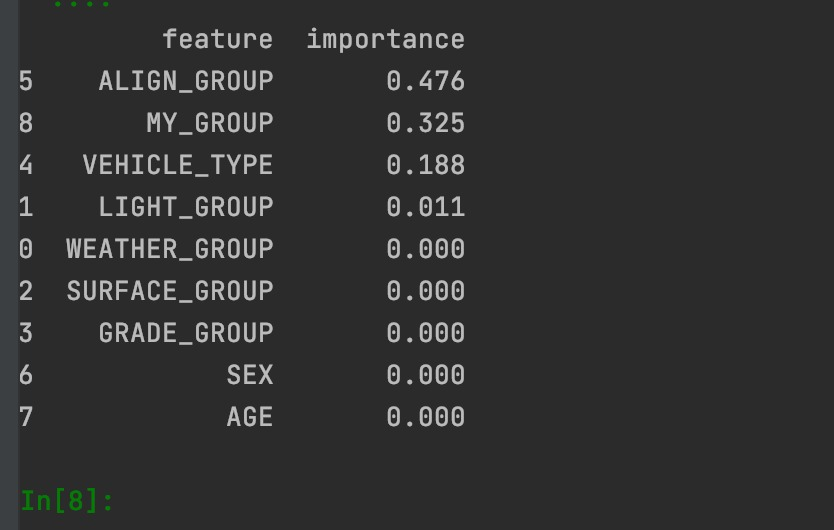 ....
feature importance
5 ALIGN_GROUP 0.476
8 MY_GROUP 0.325
4 VEHICLE_TYPE 0.188
1 LIGHT_GROUP 0.011
0 WEATHER_GROUP 0.000
2 SURFACE_GROUP 0.000
3 GRADE_GROUP 0.000
6 SEX 0.000
7 AGE 0.000
In[8]: